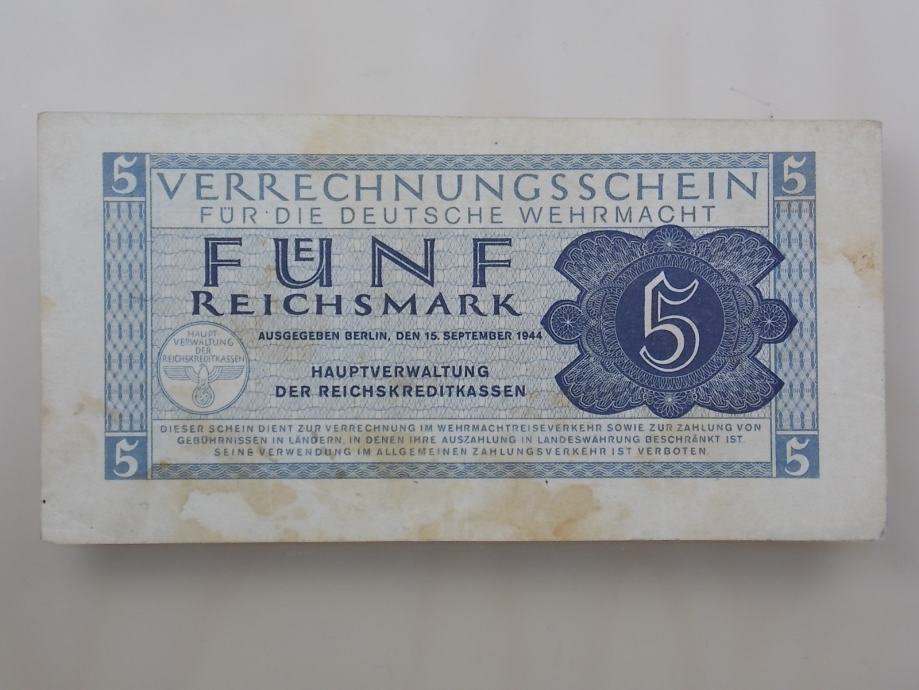 5 5
VERRECHNUNGSSCHEIN
FÜR·DIE DEUTSCHE WEHRMACHT
FÜNF
REICHSMARK
5
AUSGEGEBEN BERLIN, DEN 15. SEPTEMBER 1944
HAUPT
VERWALTUNG
DER
REICHSKREDITKASSEN
HAUPTVERWALTUNG
DER REICHSKREDITKASSEN
DIESER SCHEIN DIENT ZUR VERRECHNUNG IM WEHRMACHTREISEVERKEHR SOWIE ZUR ZAHLUNG VON
GEBÜHRNISSEN IN LÄNDERN, IN DENEN IHRE AUSZAHLUNG IN LANDESWÄHRUNG BESCHRÄNKT IST.
SEINE VERWENDUNG IM ALLGEMEINEN ZAHLUNGSVERKEHR IST VERBOTEN.
5 5